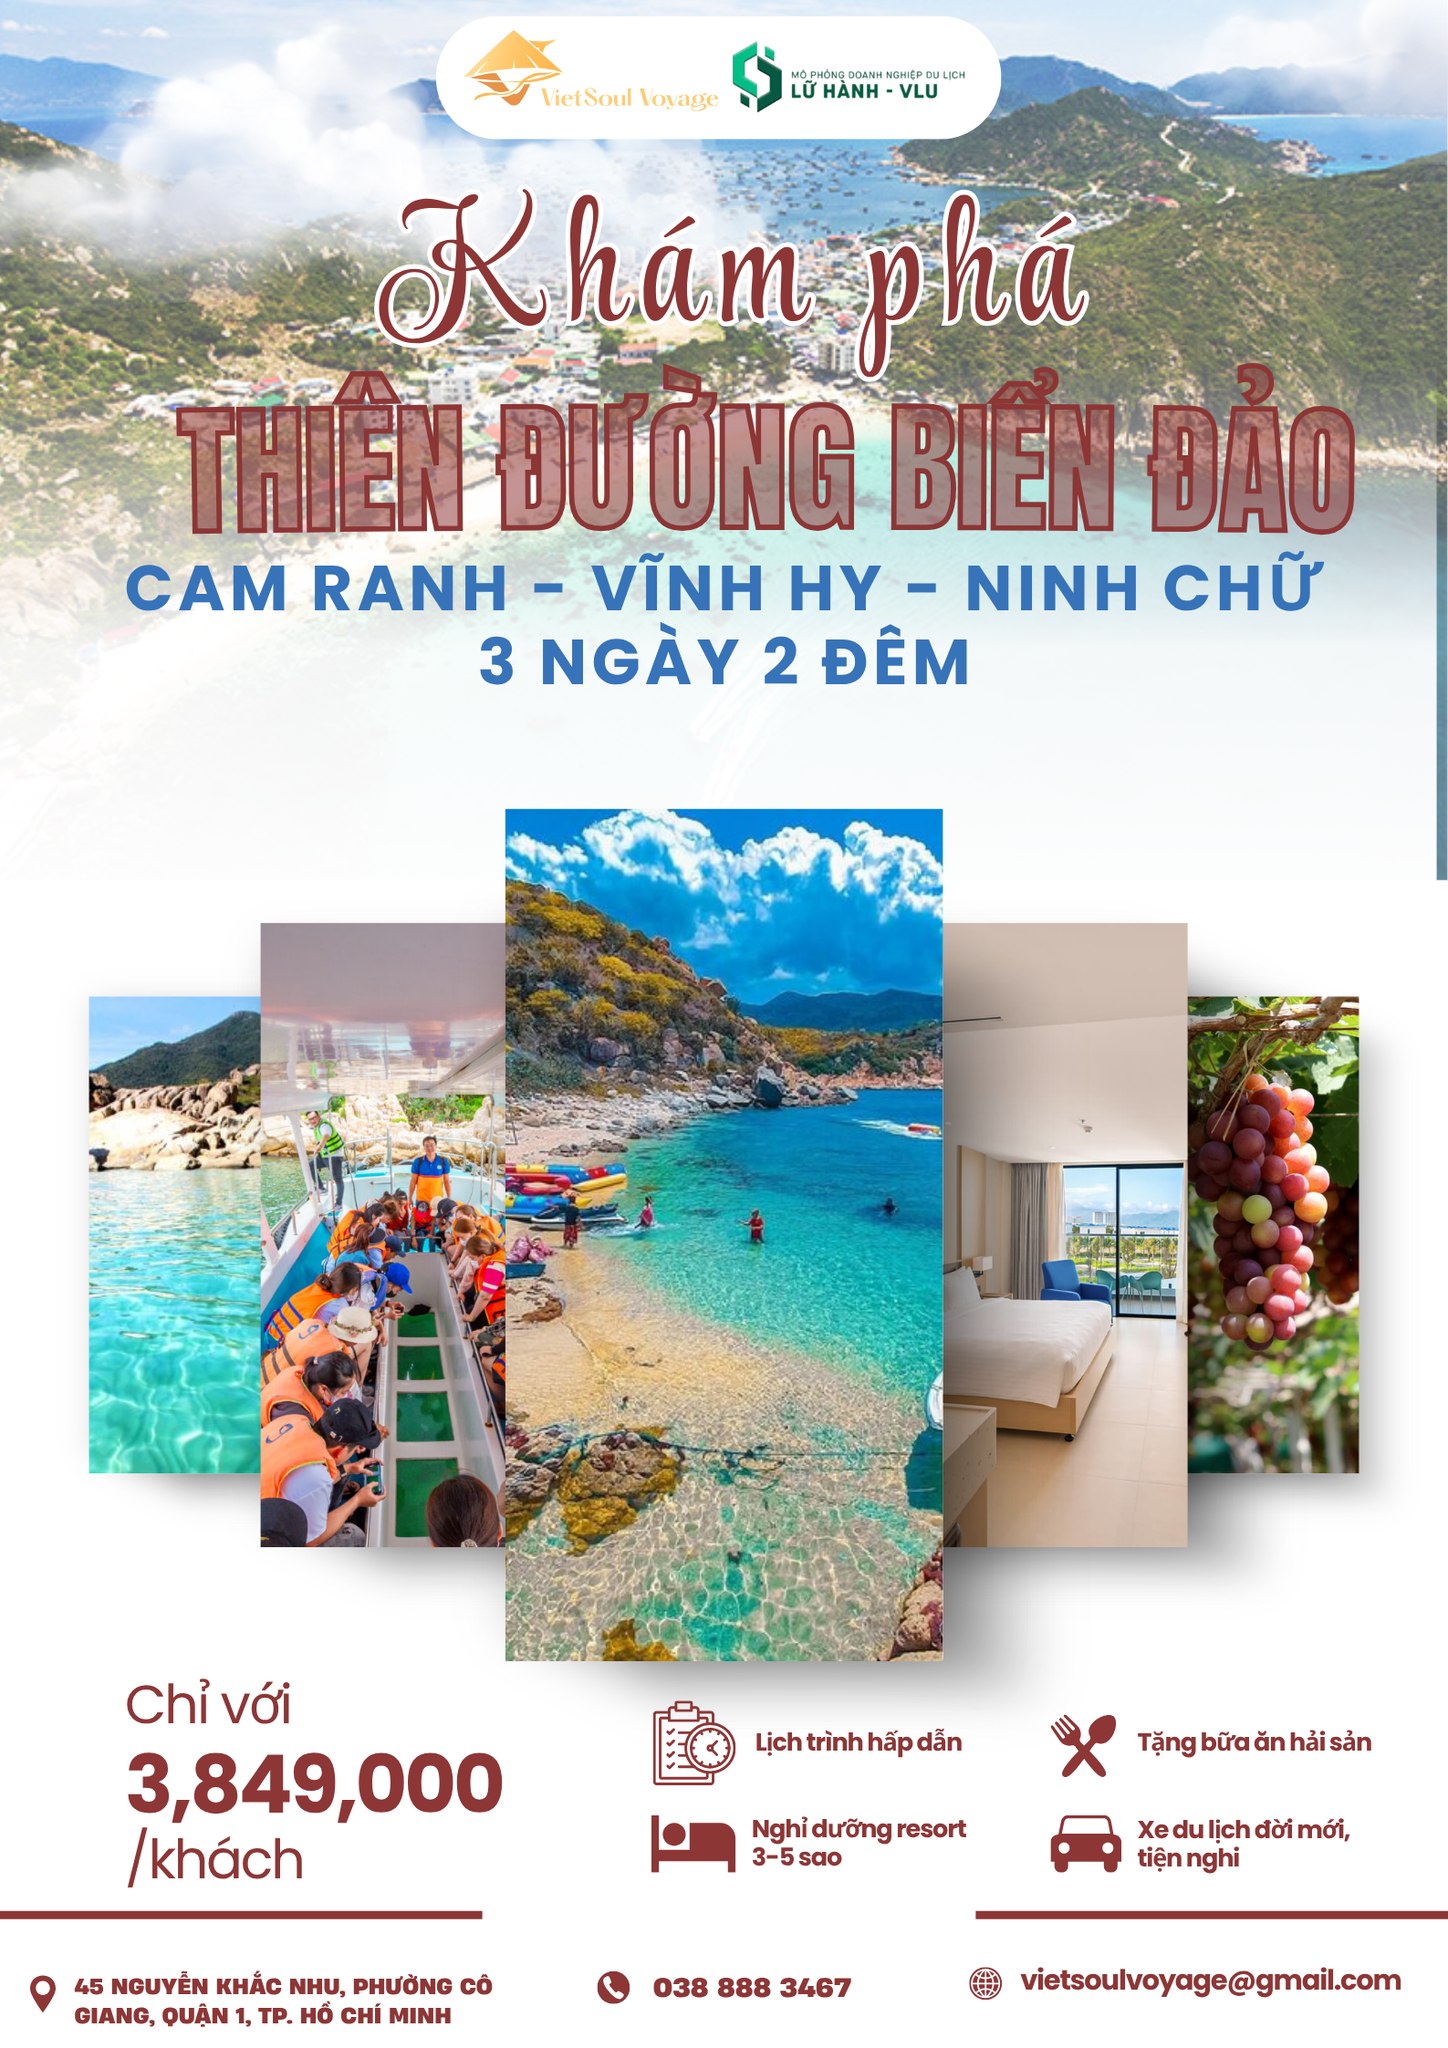 VietSoul Voyage
MÔ PHỎNG DOANH NGHIỆP DU LỊCH
LỮ HÀNH - VLU
Khám phá
THIÊN ĐƯỜNG BIỂN ĐẢO
CAM RANH - VĨNH HY - NINH CHỮ
3 NGÀY 2 ĐÊM
Chỉ với
3,849,000
/khách
Lịch trình hấp dẫn
Tặng bữa ăn hải sản
Nghỉ dưỡng resort
3-5 sao
Xe du lịch đời mới,
tiện nghi
45 NGUYỄN KHẮC NHU, PHƯỜNG CÔ
GIANG, QUẬN 1, TP. HỒ CHÍ MINH
038 888 3467
vietsoulvoyage@gmail.com